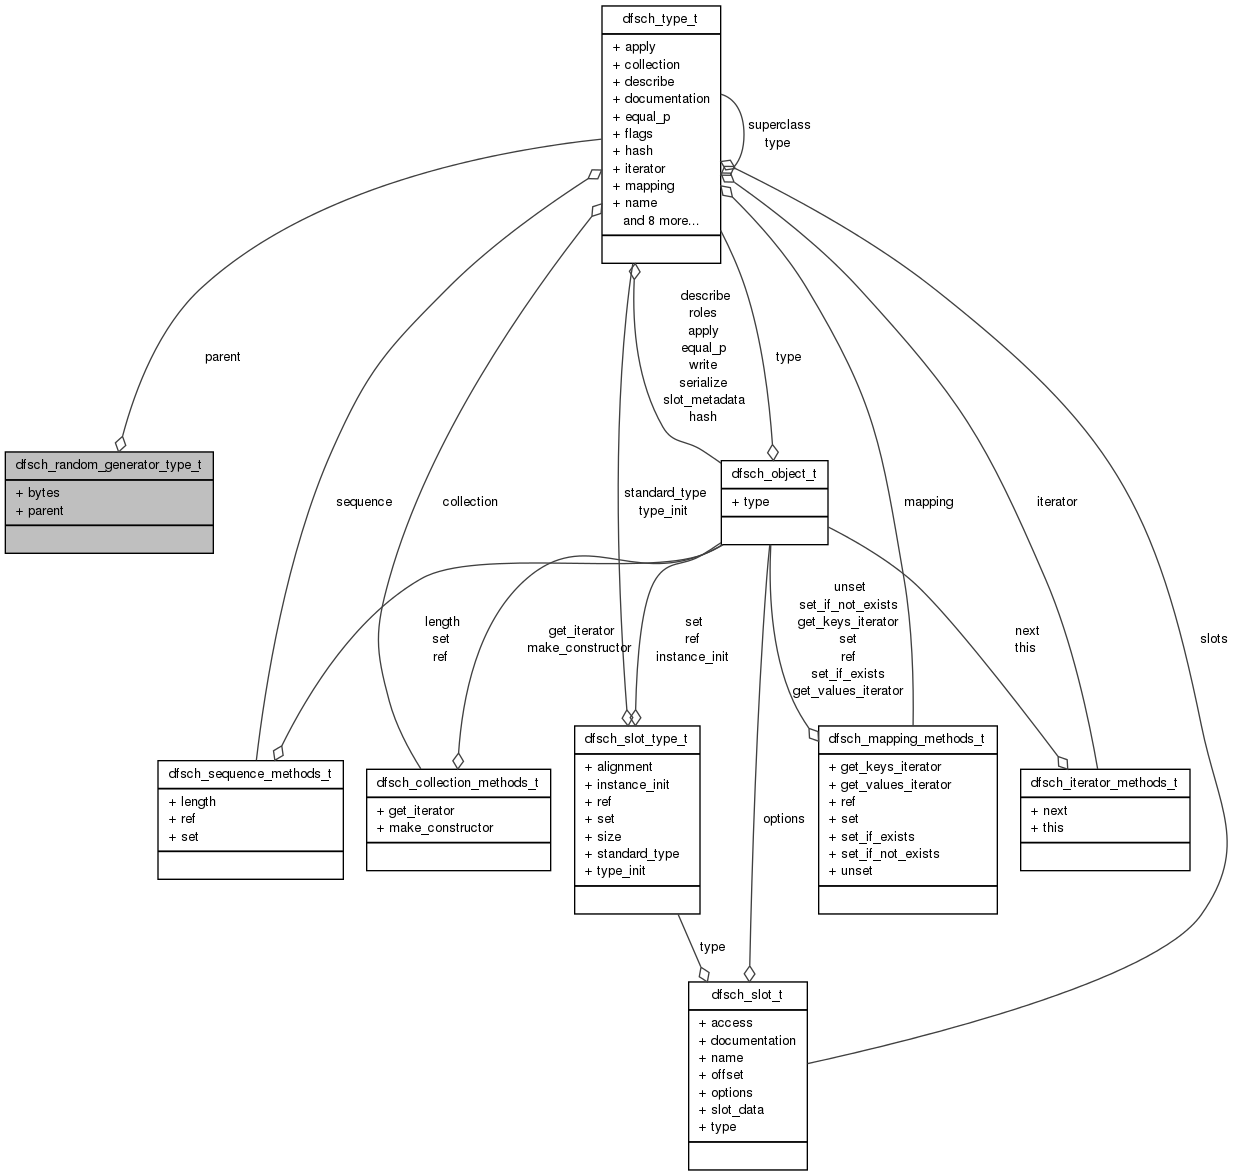 dfsch_type_t
+ apply
+ collection
+ describe
+ documentation
+ equal_p
+ flags
+ hash
+ iterator
+ mapping
+ name
and 8 more...
superclass
type
describe
roles
apply
equal_p
write
serialize
slot_metadata
hash
type
parent
dfsch_random_generator_type_t
+ bytes
+ parent
sequence
collection
standard_type
type_init
dfsch_object_t
+ type
mapping
iterator
slots
length
set
ref
get_iterator
make_constructor
set
ref
instance_init
unset
set_if_not_exists
get_keys_iterator
set
ref
set_if_exists
get_values_iterator
next
this
dfsch_sequence_methods_t
+ length
+ ref
+ set
dfsch_collection_methods_t
+ get_iterator
+ make_constructor
dfsch_slot_type_t
+ alignment
+ instance_init
+ ref
+ set
+ size
+ standard_type
+ type_init
options
dfsch_mapping_methods_t
+ get_keys_iterator
+ get_values_iterator
+ ref
+ set
+ set_if_exists
+ set_if_not_exists
+ unset
dfsch_iterator_methods_t
+ next
+ this
type
dfsch_slot_t
+ access
+ documentation
+ name
+ offset
+ options
+ slot_data
+ type